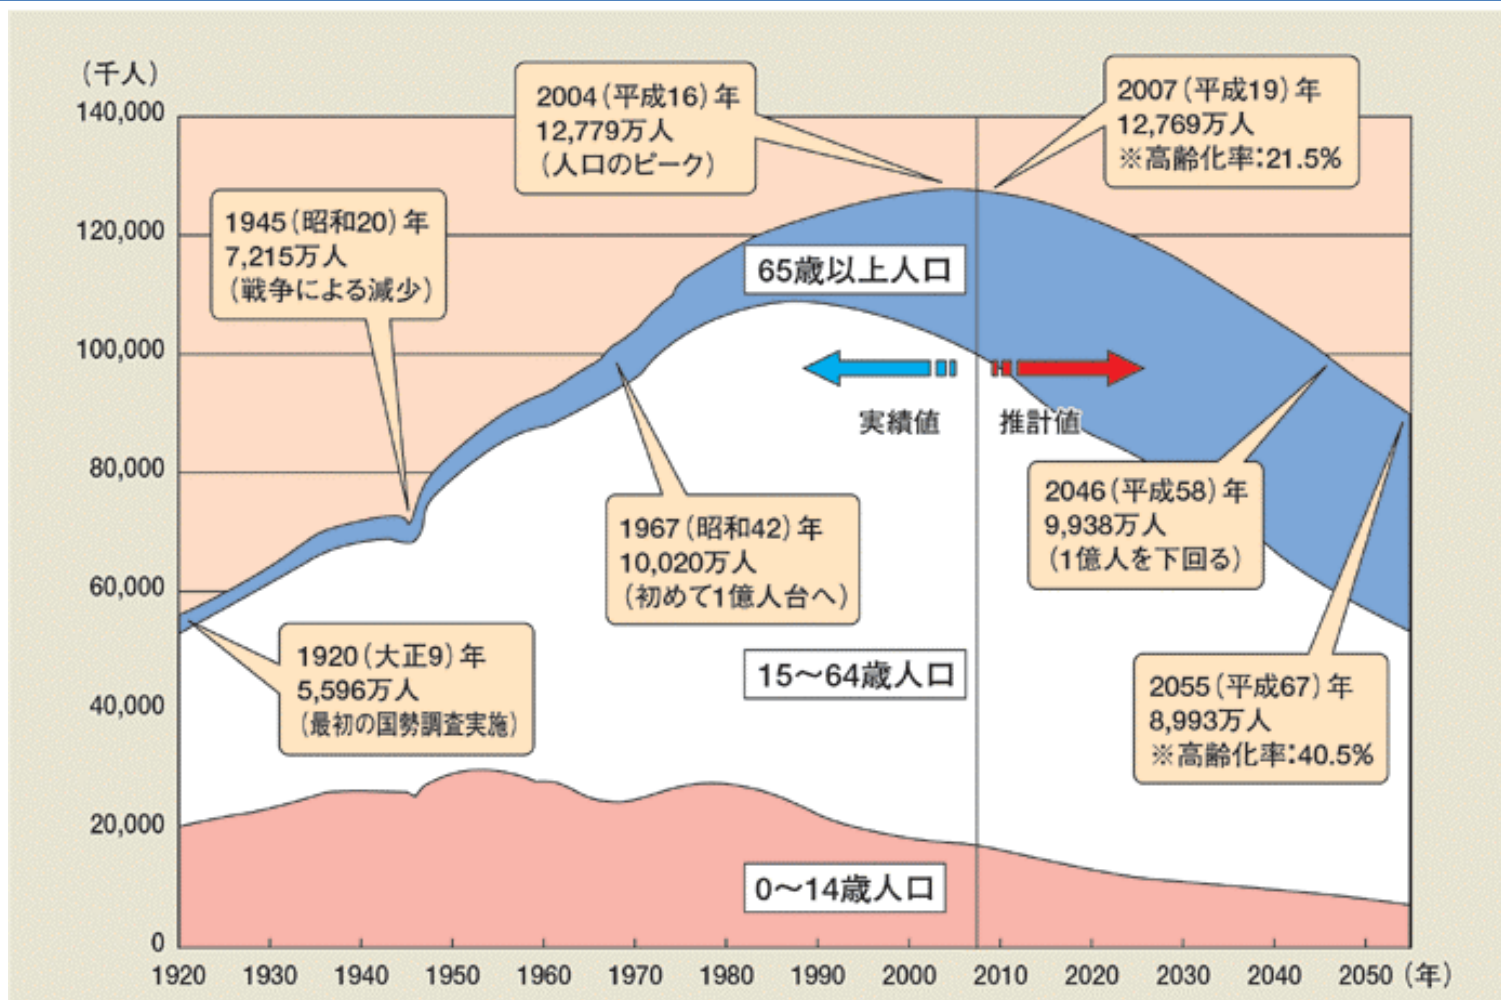 (千人)
140,000
120,000
100,000
80,000
60,000
40,000
20,000
0
1945(昭和20)年
7,215万人
(戦争による減少)
2004(平成16)年
12,779万人
(人口のピーク)
2007(平成19)年
12,769万人
※高齢化率:21.5%
65歳以上人口
実績値
推計値
1967(昭和42)年
10,020万人
(初めて1億人台へ)
2046(平成58)年
9,938万人
(1億人を下回る)
1920(大正9)年
5,596万人
(最初の国勢調査実施)
15〜64歳人口
2055(平成67)年
8,993万人
※高齢化率:40.5%
0〜14歳人口
1920 1930 1940 1950 1960 1970 1980 1990 2000 2010 2020 2030 2040 2050 (年)